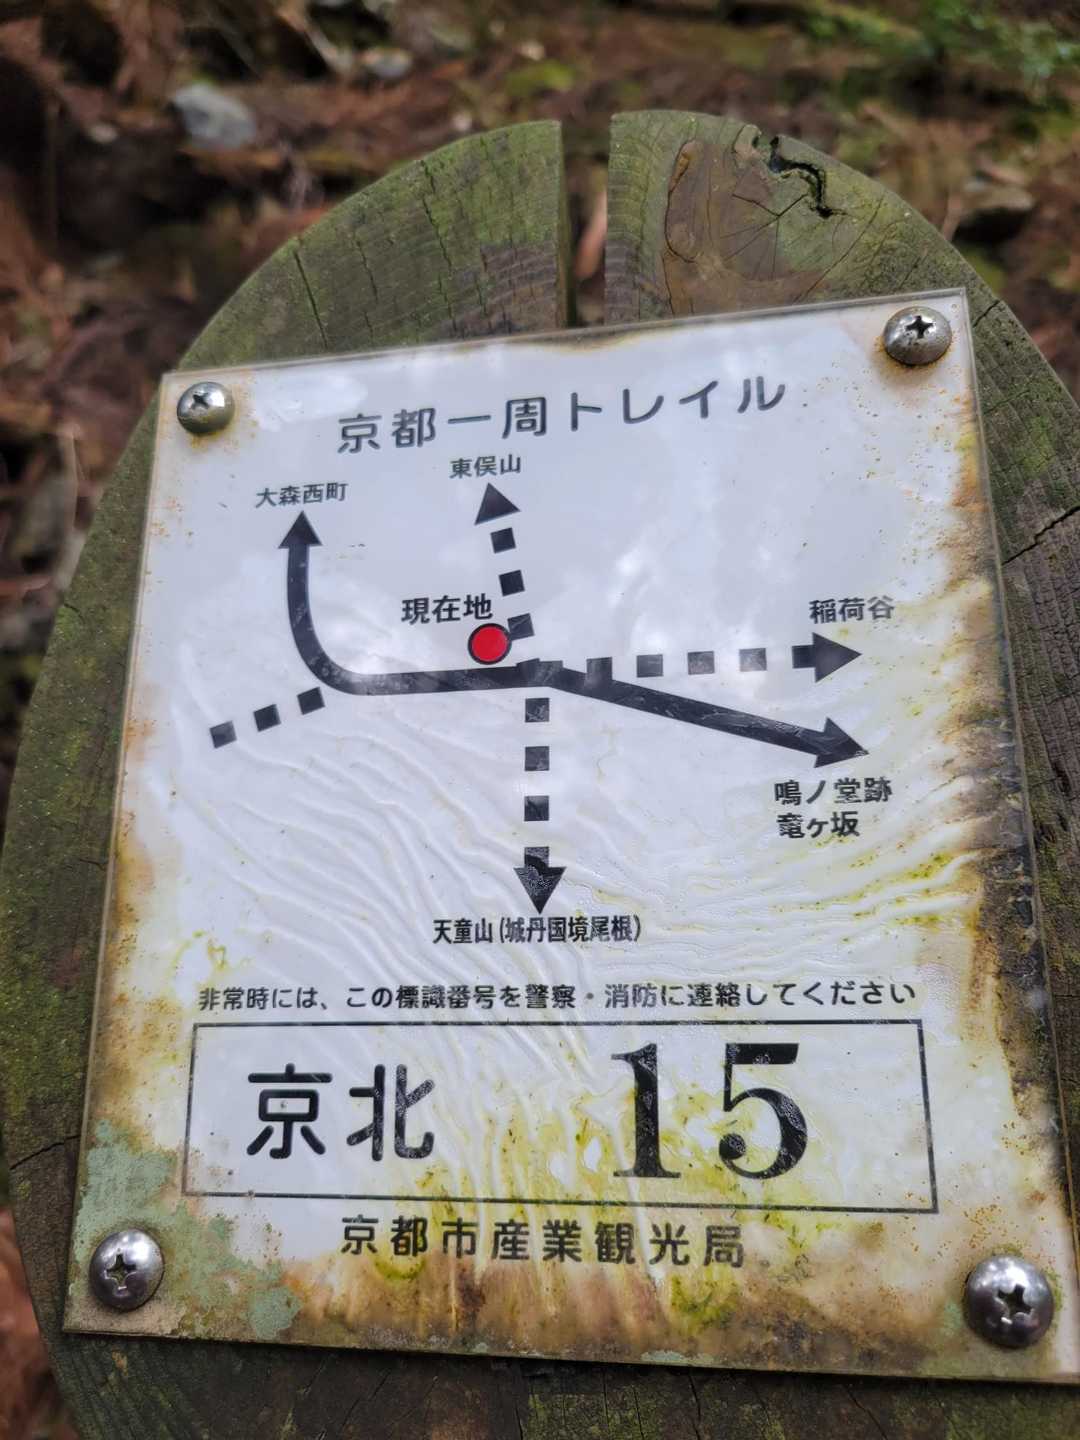 京都一周トレイル
東俣山
大森西町
現在地
稲荷谷
鳴ノ堂跡
竜ヶ坂
天童山(城丹国境尾根)
非常時には、この標識番号を警察・消防に連絡してください
京北 15
京都市産業観光局